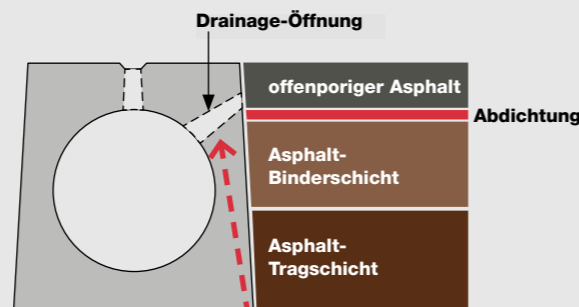 Drainage-Öffnung
offenporiger Asphalt
Abdichtung
Asphalt-
Binderschicht
Asphalt-
Tragschicht